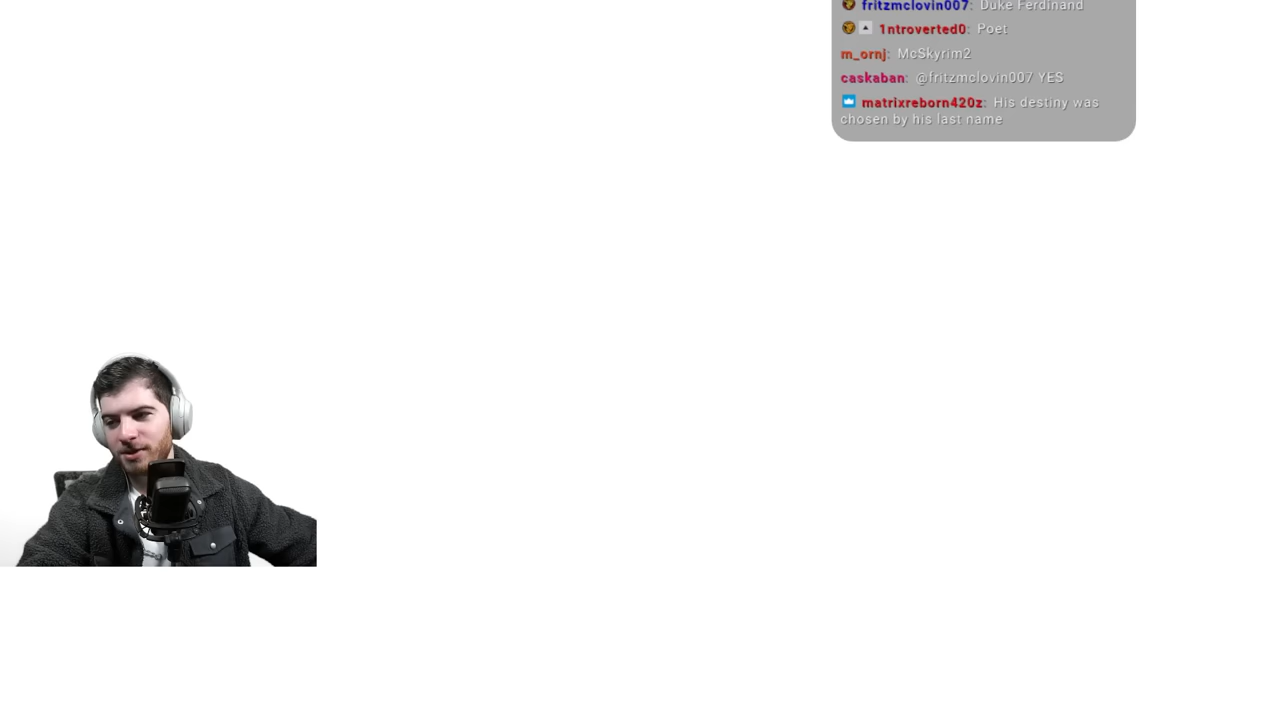 fritzmclovin007: Duke Ferdinand
1ntroverted0: Poet
m_ornj: McSkyrim2
caskaban: @fritzmclovin007 YES
matrixreborn420z: His destiny was
chosen by his last name